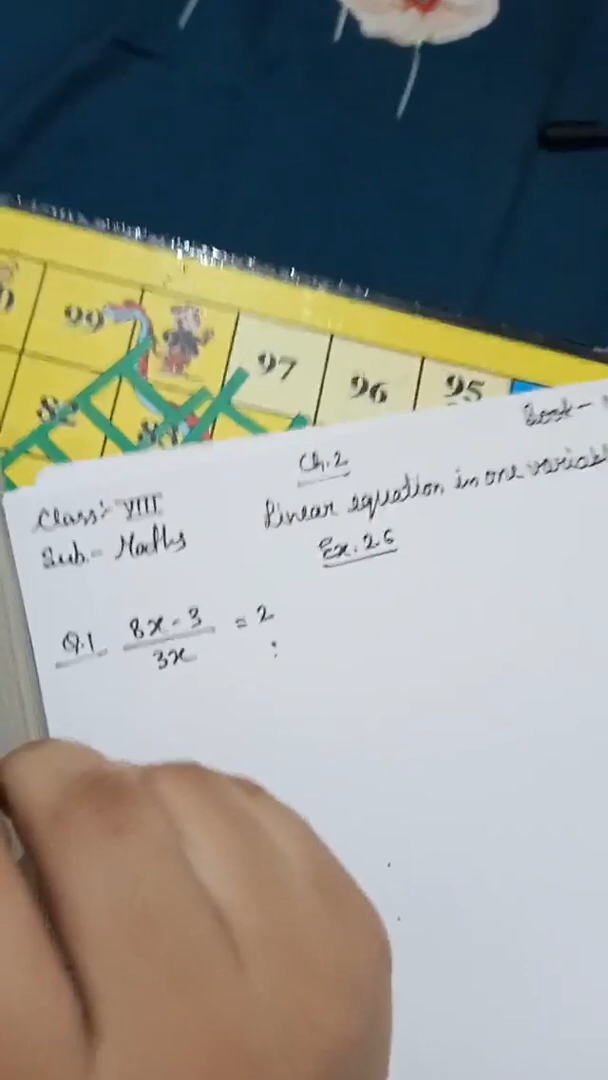 99
97
96
95
Book-
Ch.2
Class:- VIII
Linear equation in one variabl
Sub.- Maths
Ex. 2.6
Q.1 8x - 3 = 2
3x